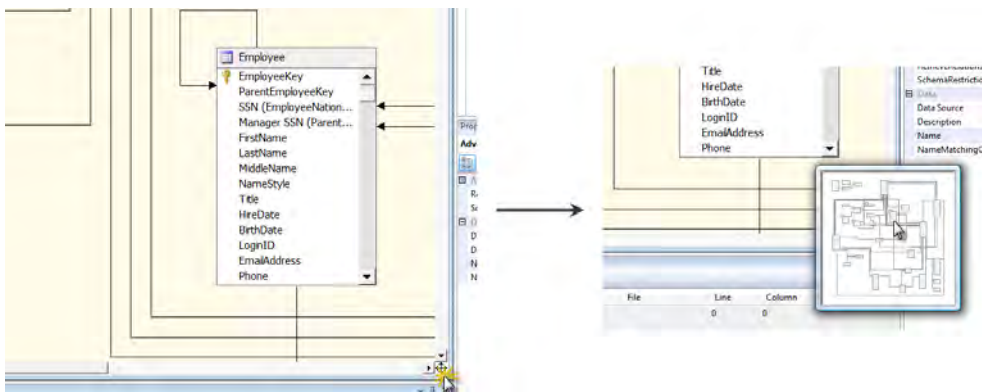 Employee
EmployeeKey
ParentEmployeeKey
SSN (EmployeeNation...
Manager SSN (Parent...
FirstName
LastName
MiddleName
NameStyle
Title
HireDate
BirthDate
LoginID
EmailAddress
Phone
Title
HireDate
BirthDate
LoginID
EmailAddress
Phone
SchemaRestriction
Data
Data Source
Description
Name
NameMatchingC
File Line Column
0 0